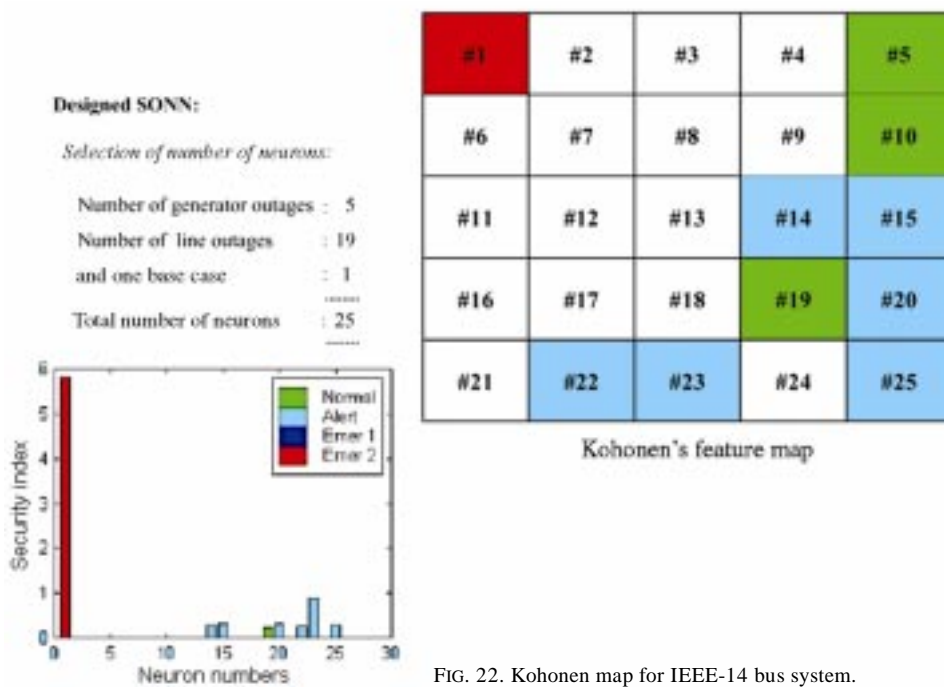 Designed SONN:
Selection of number of neurons:
Number of generator outages : 5
Number of line outages : 19
and one base case : 1
Total number of neurons : 25
#1 #2 #3 #4 #5
#6 #7 #8 #9 #10
#11 #12 #13 #14 #15
#16 #17 #18 #19 #20
#21 #22 #23 #24 #25
Kohonen's feature map
Security index
6
5
4
3
2
1
0
Normal
Alert
Emer 1
Emer 2
0 5 10 15 20 25 30
Neuron numbers
FIG. 22. Kohonen map for IEEE-14 bus system.